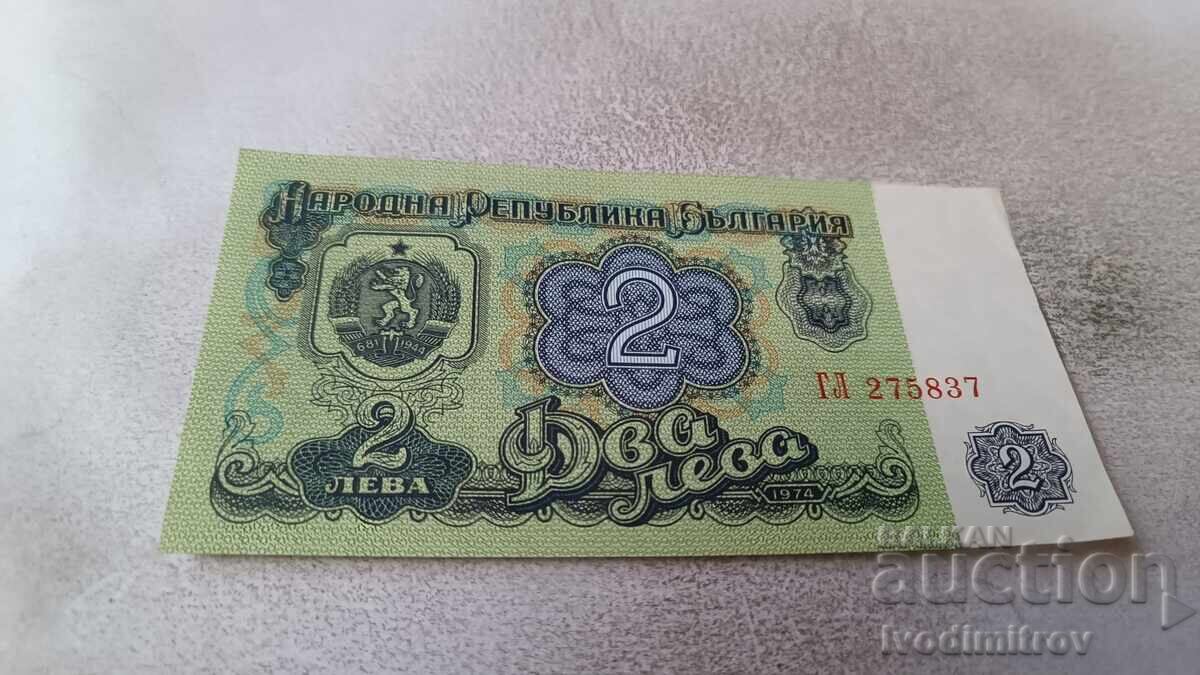 Народна Република България
681 1944
2
2
ЛЕВА
Два
лева
1974
ГЛ 275837
2
BALKAN
auction
Ivodimitrov